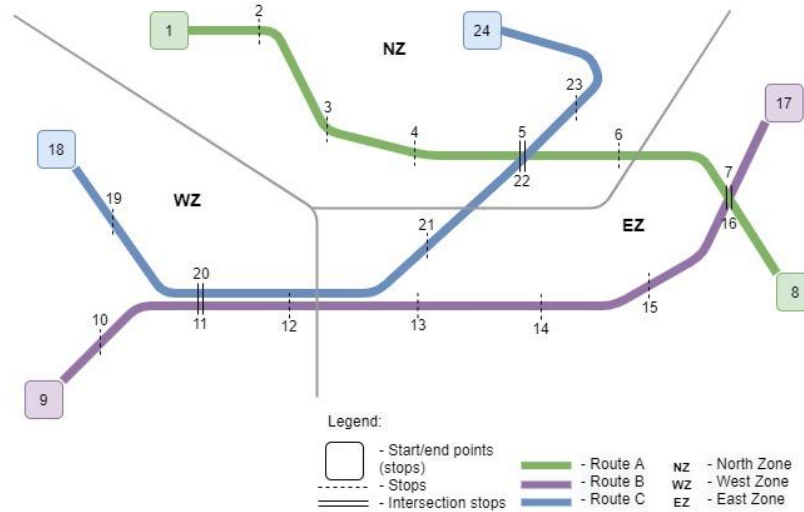 1
2
NZ
24
23
17
3
4
5
6
22
7
18
WZ
19
21
EZ
16
20
8
10
11
12
13
14
15
9
Legend:
- Start/end points
(stops)
- Stops
- Intersection stops
- Route A
- Route B
- Route C
NZ - North Zone
WZ - West Zone
EZ - East Zone